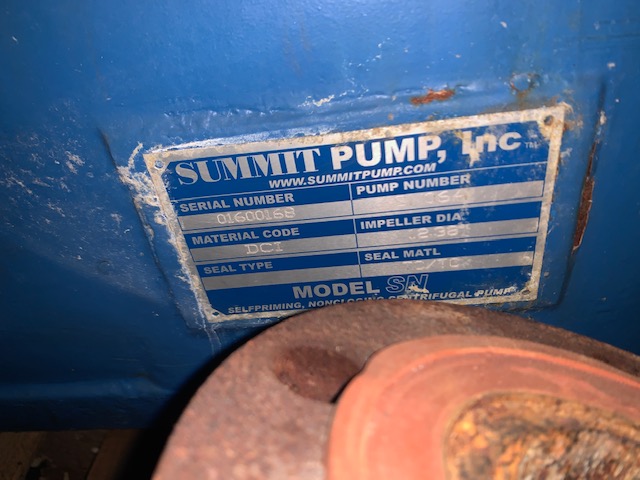 SUMMIT PUMP, Inc TM
WWW.SUMMITPUMP.COM
SERIAL NUMBER PUMP NUMBER
01600168
MATERIAL CODE IMPELLER DIA
DCI
SEAL TYPE SEAL MATL
MODEL SN
SELFPRIMING, NONCLOGGING CENTRIFUGAL PUMP